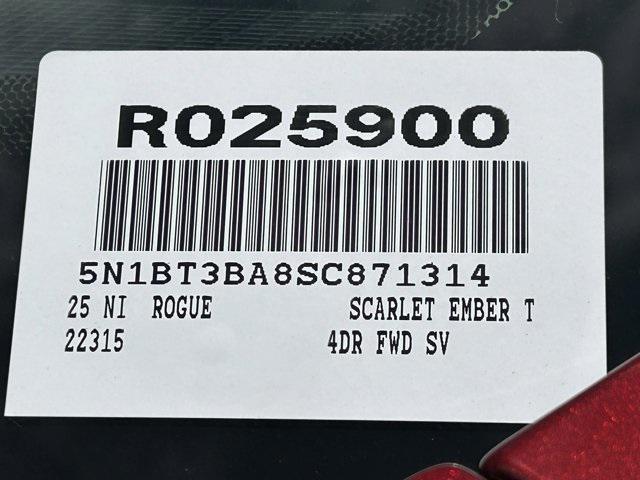 R025900
5N1BT3BA8SC871314
25 NI ROGUE SCARLET EMBER T
22315 4DR FWD SV